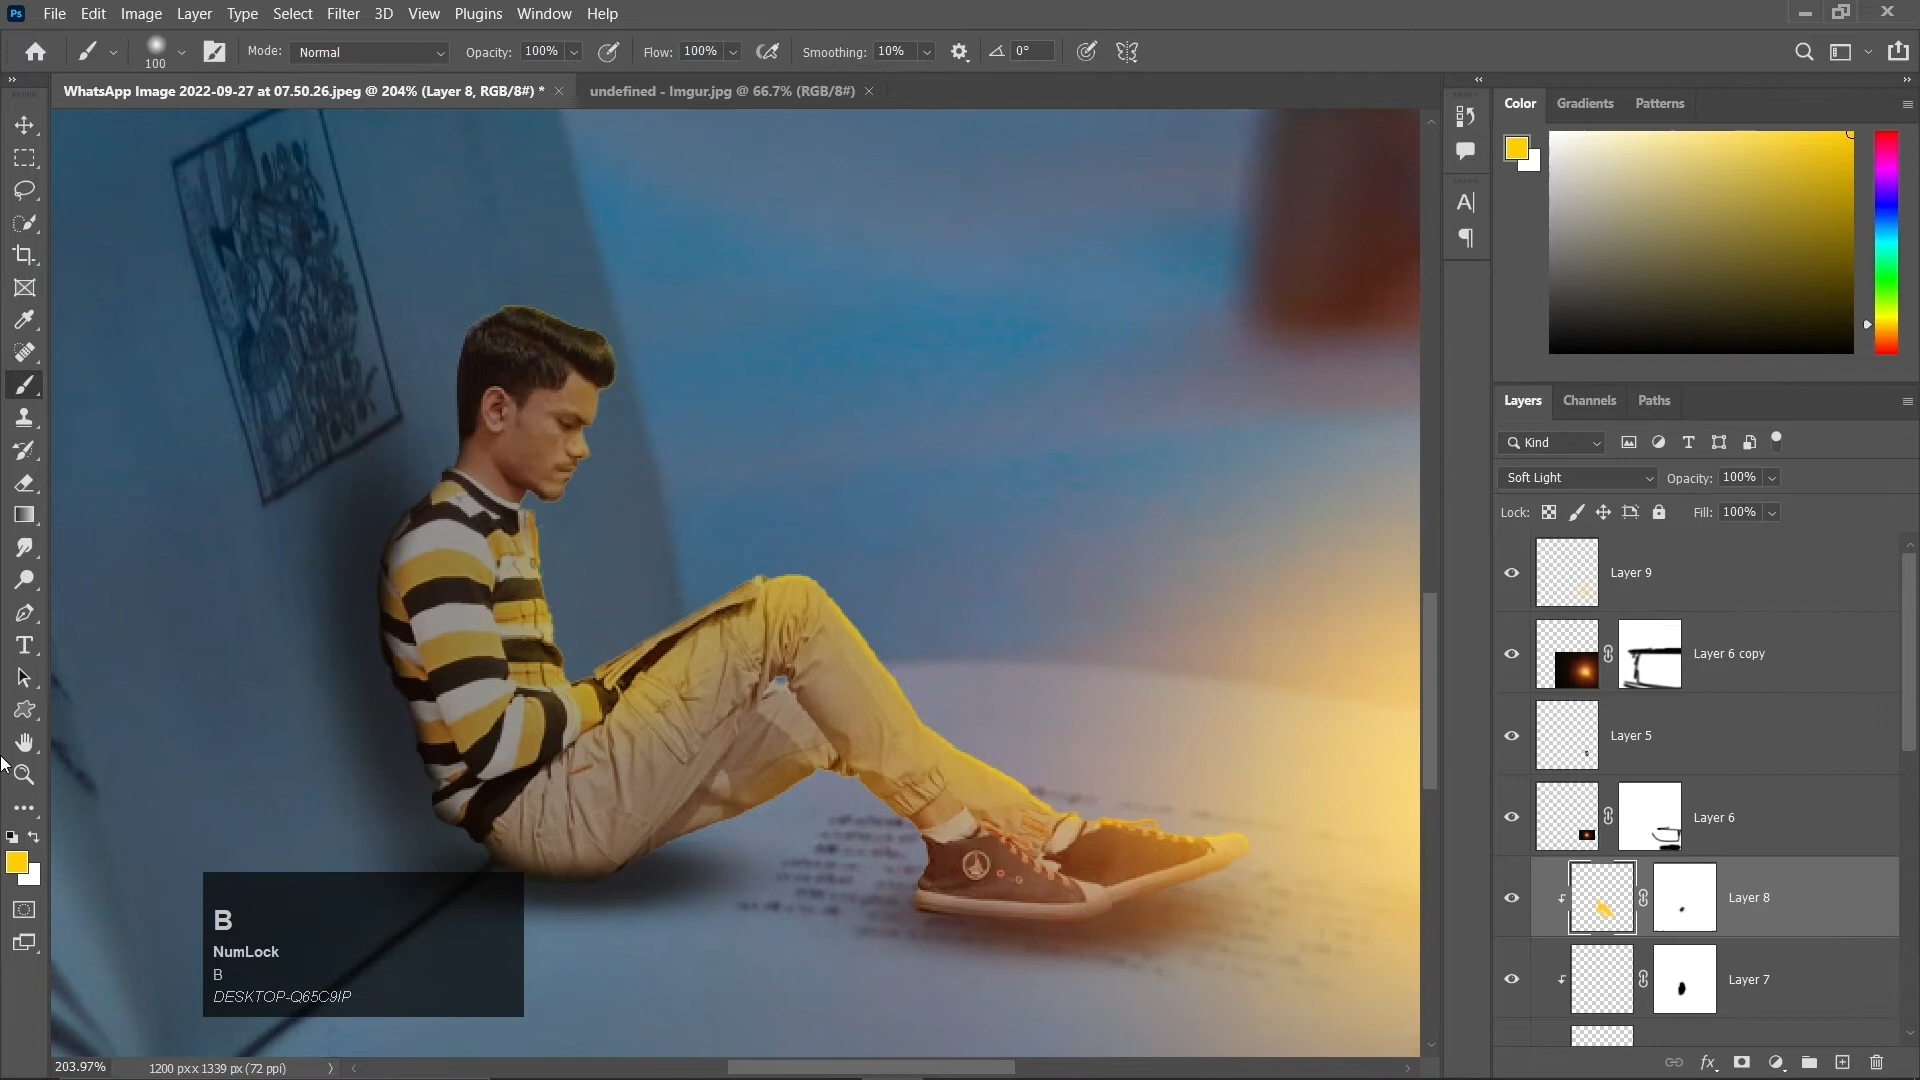 Ps File Edit Image Layer Type Select Filter 3D View Plugins Window Help
100 Mode: Normal Opacity: 100% Flow: 100% Smoothing: 10% 0°
WhatsApp Image 2022-09-27 at 07.50.26.jpeg @ 204% (Layer 8, RGB/8#) * × undefined - Imgur.jpg @ 66.7% (RGB/8#) ×
Color Gradients Patterns
Layers Channels Paths
Kind
Soft Light Opacity: 100%
Lock: Fill: 100%
Layer 9
Layer 6 copy
Layer 5
Layer 6
Layer 8
Layer 7
B
NumLock
B
DESKTOP-Q65C9IP
203.97% 1200 px x 1339 px (72 ppi)